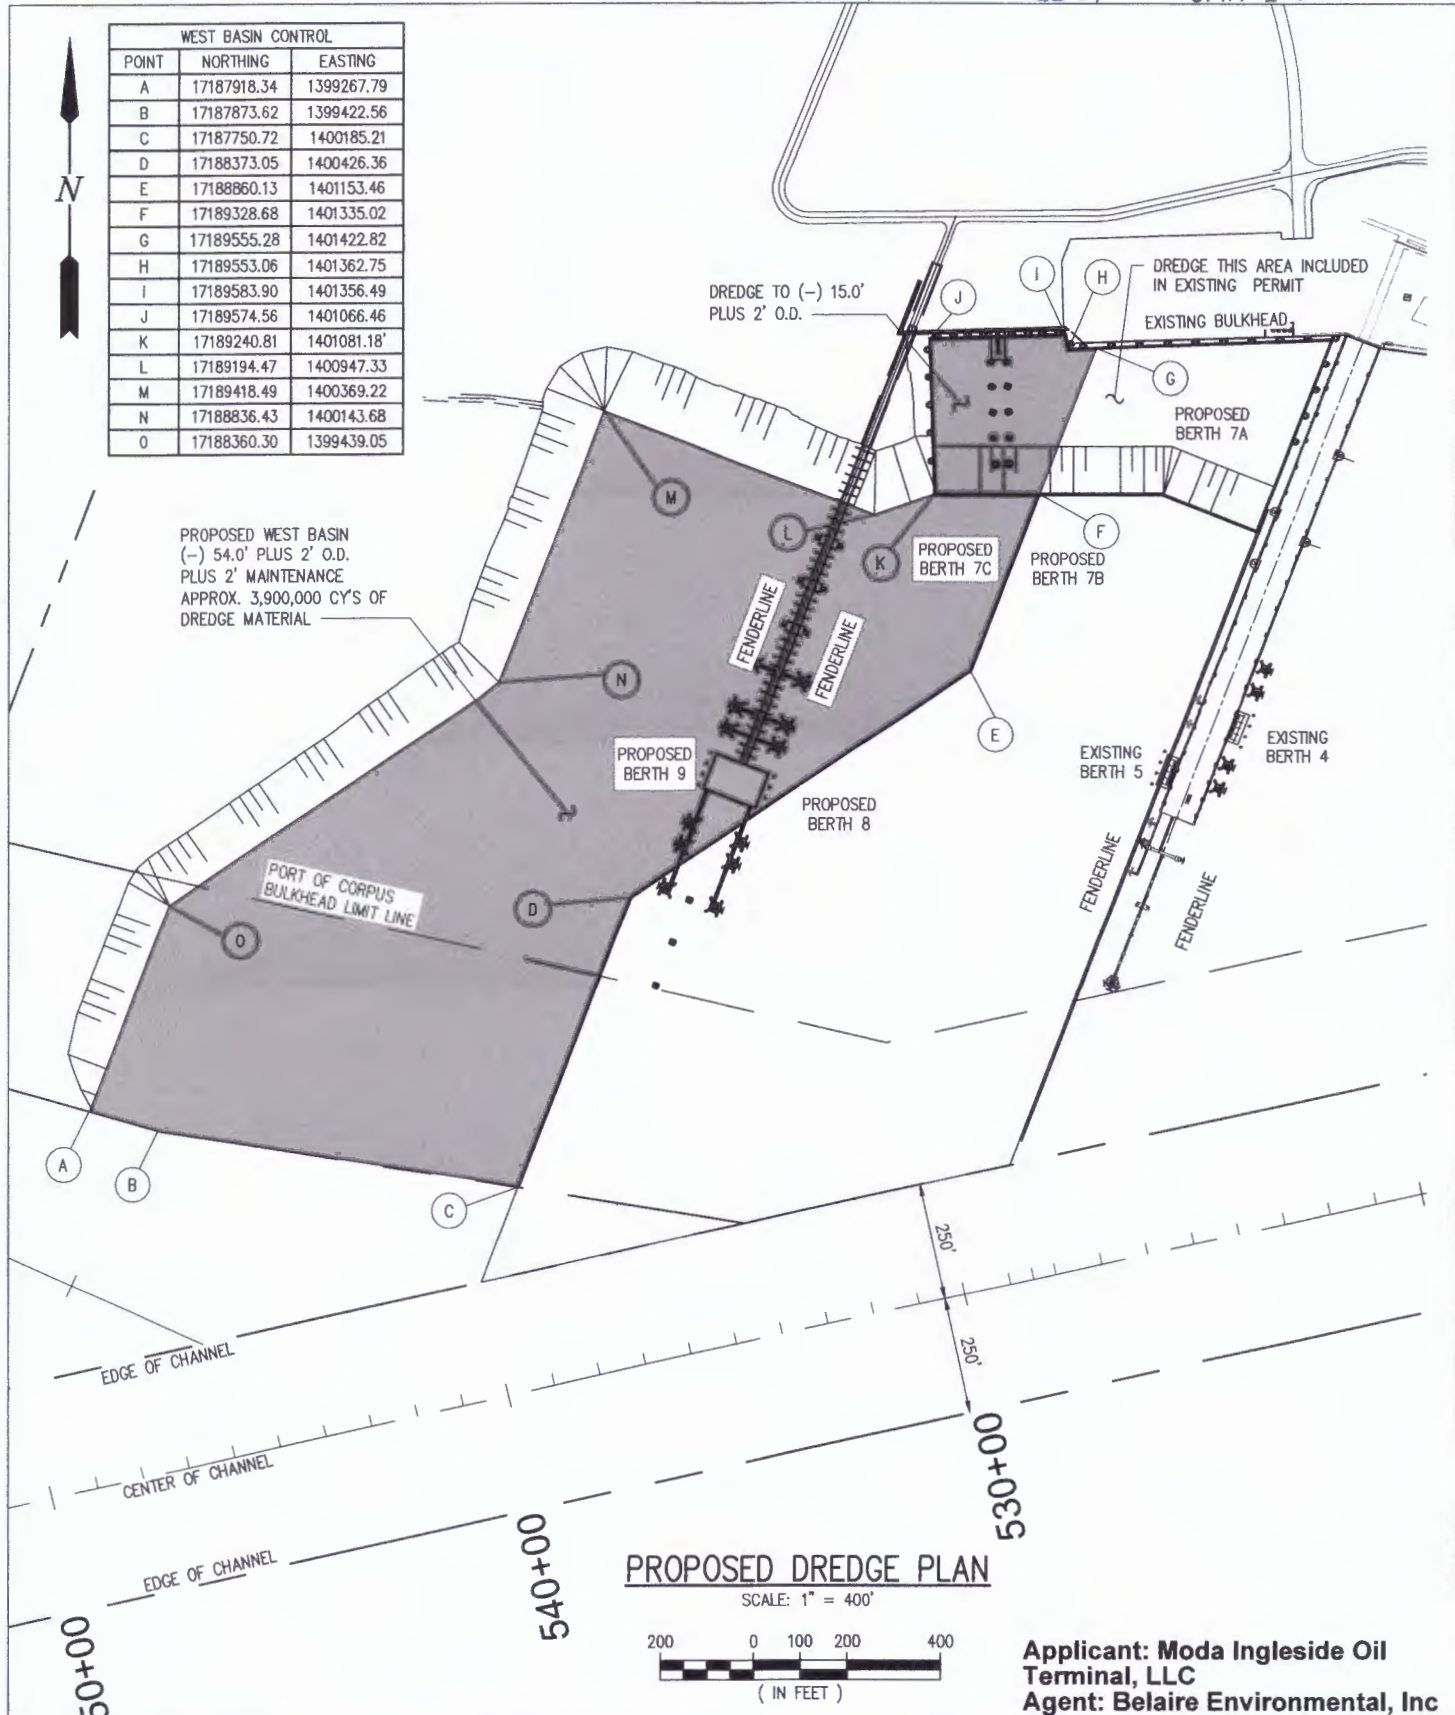 WEST BASIN CONTROL
POINT NORTHING EASTING
A 17187918.34 1399267.79
B 17187873.62 1399422.56
C 17187750.72 1400185.21
D 17188373.05 1400426.36
E 17188860.13 1401153.46
F 17189328.68 1401335.02
G 17189555.28 1401422.82
H 17189553.06 1401362.75
I 17189583.90 1401356.49
J 17189574.56 1401066.46
K 17189240.81 1401081.18'
L 17189194.47 1400947.33
M 17189418.49 1400369.22
N 17188836.43 1400143.68
O 17188360.30 1399439.05
N
DREDGE TO (-) 15.0'
PLUS 2' O.D.
J
I
H
DREDGE THIS AREA INCLUDED
IN EXISTING PERMIT
EXISTING BULKHEAD
G
PROPOSED
BERTH 7A
M
L
K
F
PROPOSED
BERTH 7C
PROPOSED
BERTH 7B
PROPOSED WEST BASIN
(-) 54.0' PLUS 2' O.D.
PLUS 2' MAINTENANCE
APPROX. 3,900,000 CY'S OF
DREDGE MATERIAL
FENDERLINE
FENDERLINE
N
E
PROPOSED
BERTH 9
PROPOSED
BERTH 8
EXISTING
BERTH 5
EXISTING
BERTH 4
PORT OF CORPUS
BULKHEAD LIMIT LINE
D
O
FENDERLINE
FENDERLINE
A
B
C
250'
250'
EDGE OF CHANNEL
CENTER OF CHANNEL
EDGE OF CHANNEL
530+00
540+00
50+00
PROPOSED DREDGE PLAN
SCALE: 1" = 400'
200 0 100 200 400
( IN FEET )
Applicant: Moda Ingleside Oil
Terminal, LLC
Agent: Belaire Environmental, Inc